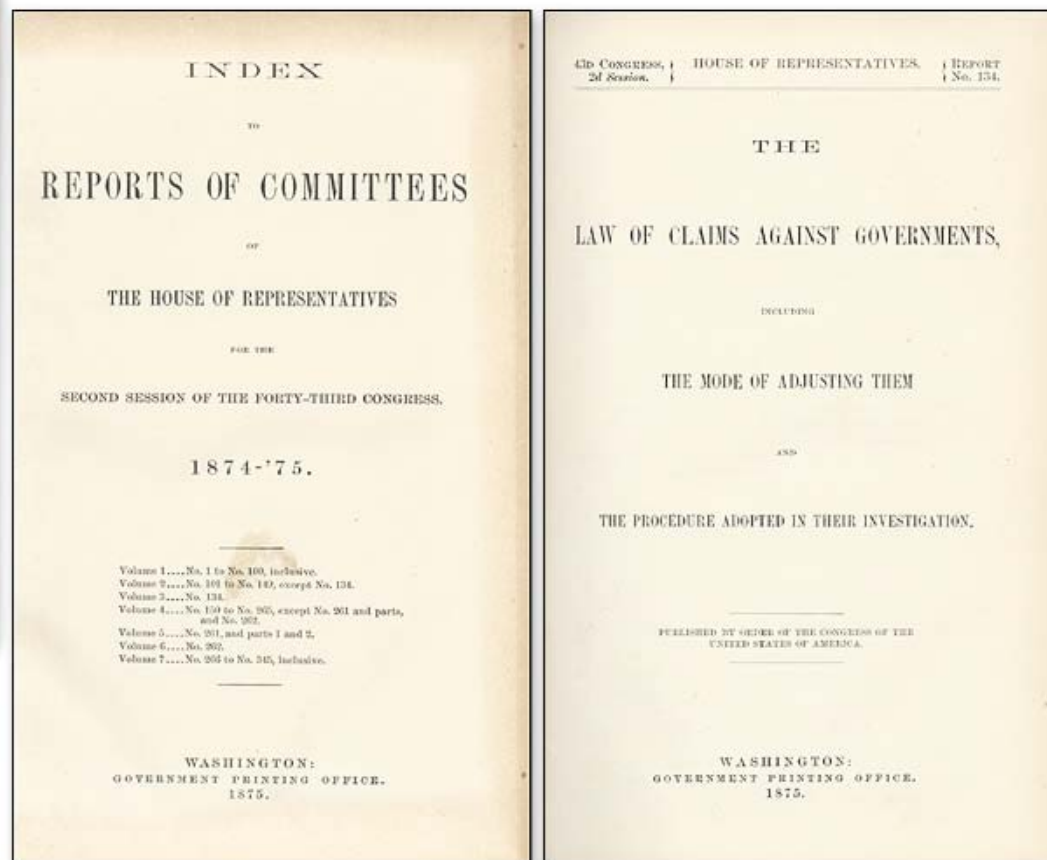 INDEX
TO
REPORTS OF COMMITTEES
OF
THE HOUSE OF REPRESENTATIVES
FOR THE
SECOND SESSION OF THE FORTY-THIRD CONGRESS.
1874-'75.
Volume 1....No. 1 to No. 100, inclusive.
Volume 2....No. 101 to No. 149, except No. 134.
Volume 3....No. 134.
Volume 4....No. 150 to No. 265, except No. 261 and parts,
and No. 262.
Volume 5....No. 261, and parts 1 and 2.
Volume 6....No. 262.
Volume 7....No. 266 to No. 345, inclusive.
WASHINGTON:
GOVERNMENT PRINTING OFFICE.
1875.
43D CONGRESS, } HOUSE OF REPRESENTATIVES. { REPORT
2d Session. } { No. 134.
THE
LAW OF CLAIMS AGAINST GOVERNMENTS,
INCLUDING
THE MODE OF ADJUSTING THEM
AND
THE PROCEDURE ADOPTED IN THEIR INVESTIGATION.
PUBLISHED BY ORDER OF THE CONGRESS OF THE
UNITED STATES OF AMERICA.
WASHINGTON:
GOVERNMENT PRINTING OFFICE.
1875.